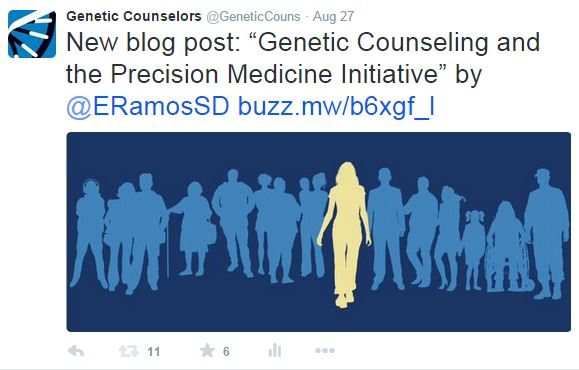 Genetic Counselors @GeneticCouns · Aug 27
New blog post: “Genetic Counseling and
the Precision Medicine Initiative” by
@ERamosSD buzz.mw/b6xgf_l
11 6